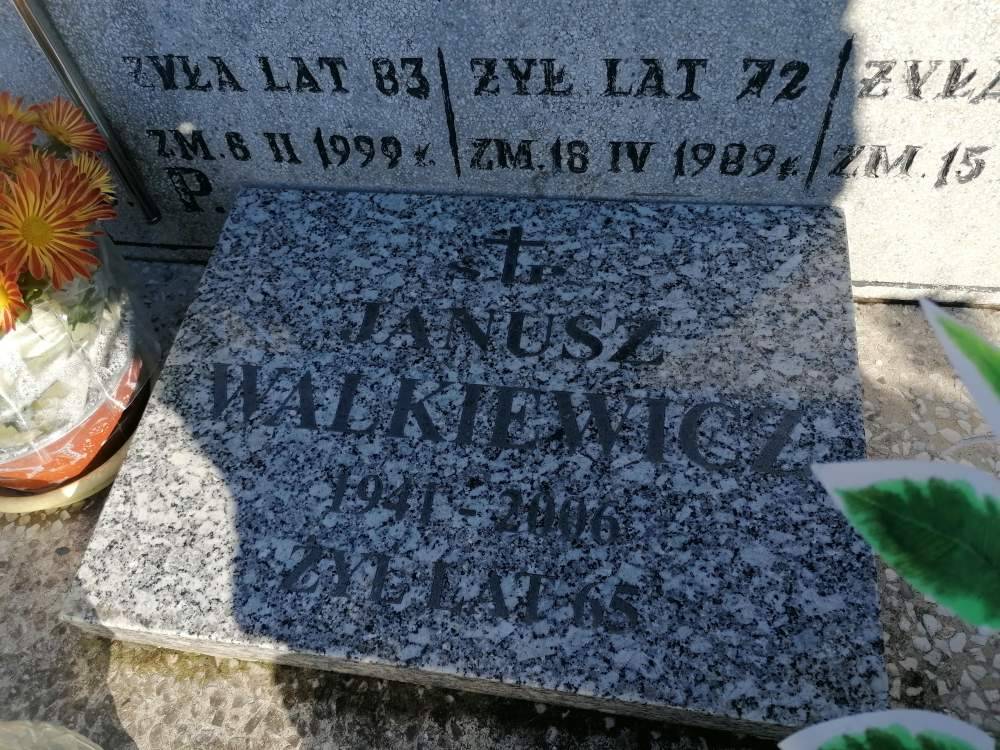 ŻYŁA LAT 83
ŻYŁ LAT 72
ŻYŁA
ZM. 6 II 1999 r.
ZM. 18 IV 1989 r.
ZM. 15
P.
Ś. P.
JANUSZ
WALKIEWICZ
1941 - 2006
ŻYŁ LAT 65